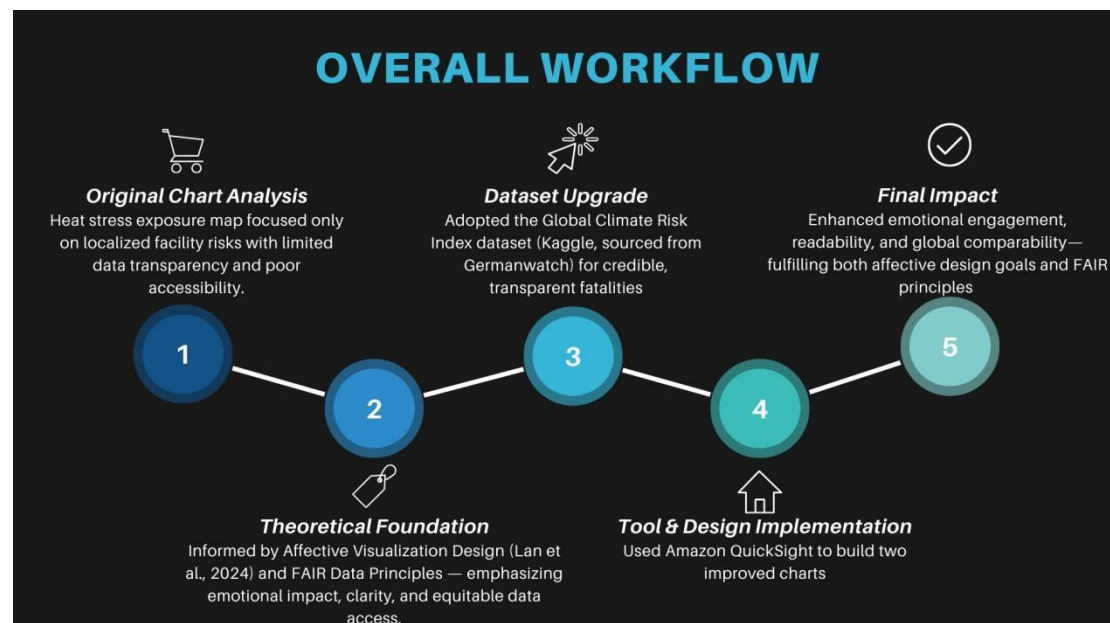 OVERALL WORKFLOW
Original Chart Analysis
Heat stress exposure map focused only
on localized facility risks with limited
data transparency and poor
accessibility.
Dataset Upgrade
Adopted the Global Climate Risk
Index dataset (Kaggle, sourced from
Germanwatch) for credible,
transparent fatalities
Final Impact
Enhanced emotional engagement,
readability, and global comparability—
fulfilling both affective design goals and FAIR
principles
1
2
3
4
5
Theoretical Foundation
Informed by Affective Visualization Design (Lan et
al., 2024) and FAIR Data Principles — emphasizing
emotional impact, clarity, and equitable data
access.
Tool & Design Implementation
Used Amazon QuickSight to build two
improved charts